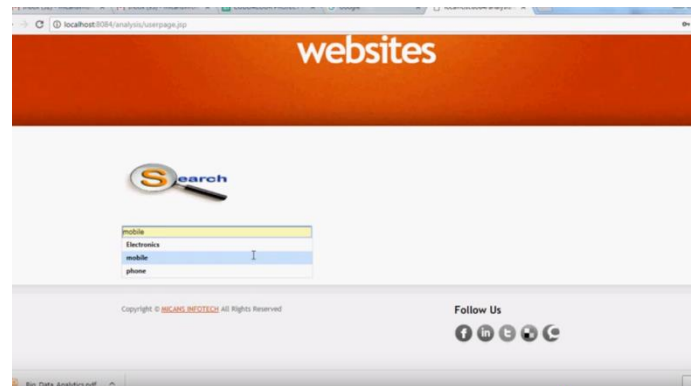 localhost:8084/analysis/userpage.jsp
websites
Search
mobile
Electronics
mobile
phone
Copyright © MICANS INFOTECH All Rights Reserved
Follow Us
Big_Data_Analytics.pdf